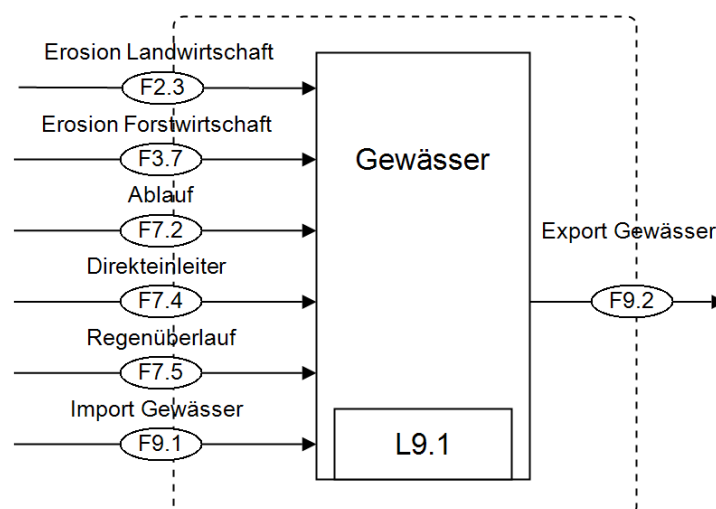 Erosion Landwirtschaft
F2.3
Erosion Forstwirtschaft
F3.7
Gewässer
Ablauf
F7.2
Export Gewässer
Direkteinleiter
F7.4
F9.2
Regenüberlauf
F7.5
Import Gewässer
F9.1
L9.1